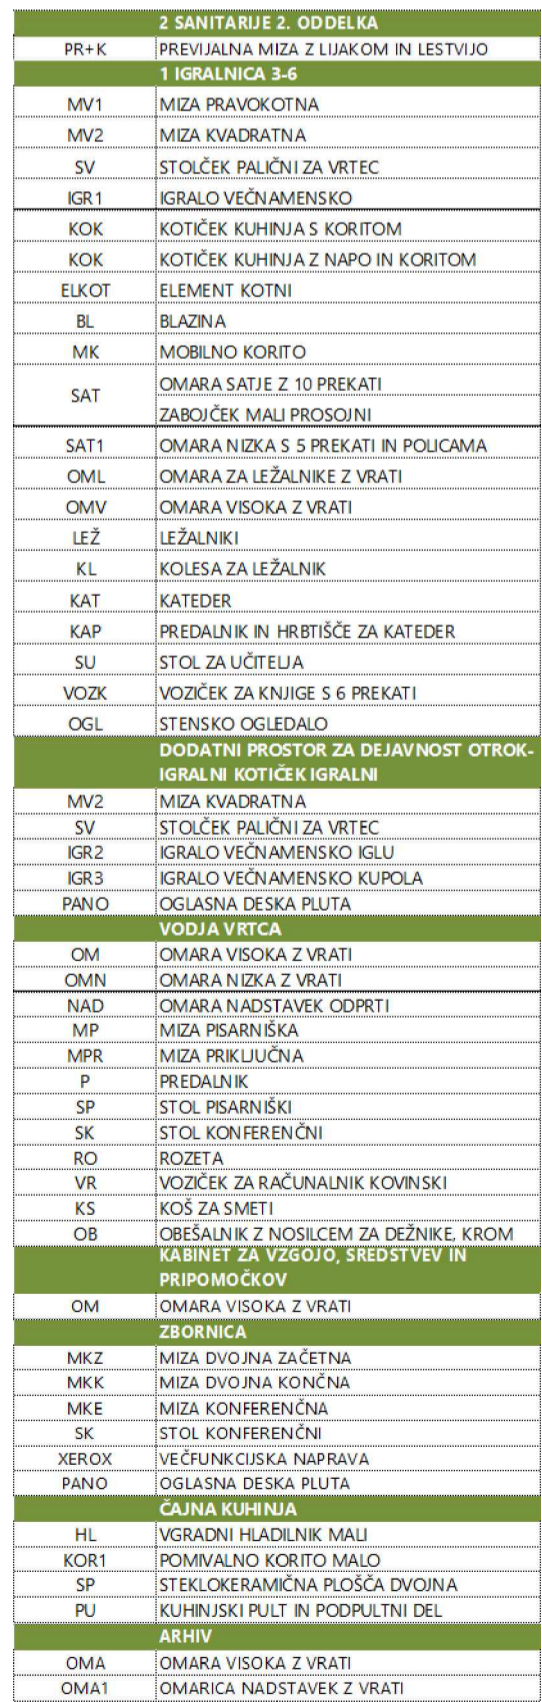 2 SANITARIJE 2. ODDELKA
PR+K PREVIJALNA MIZA Z LIJAKOM IN LESTVIJO
1 IGRALNICA 3-6
MV1 MIZA PRAVOKOTNA
MV2 MIZA KVADRATNA
SV STOLČEK PALIČNI ZA VRTEC
IGR1 IGRALO VEČNAMENSKO
KOK KOTIČEK KUHINJA S KORITOM
KOK KOTIČEK KUHINJA Z NAPO IN KORITOM
ELKOT ELEMENT KOTNI
BL BLAZINA
MK MOBILNO KORITO
SAT OMARA SATJE Z 10 PREKATI
ZABOJČEK MALI PROSOJNI
SAT1 OMARA NIZKA S 5 PREKATI IN POLICAMA
OML OMARA ZA LEŽALNIKE Z VRATI
OMV OMARA VISOKA Z VRATI
LEŽ LEŽALNIKI
KL KOLESA ZA LEŽALNIK
KAT KATEDER
KAP PREDALNIK IN HRBTIŠČE ZA KATEDER
SU STOL ZA UČITELJA
VOZK VOZIČEK ZA KNJIGE S 6 PREKATI
OGL STENSKO OGLEDALO
DODATNI PROSTOR ZA DEJAVNOST OTROK-
IGRALNI KOTIČEK IGRALNI
MV2 MIZA KVADRATNA
SV STOLČEK PALIČNI ZA VRTEC
IGR2 IGRALO VEČNAMENSKO IGLU
IGR3 IGRALO VEČNAMENSKO KUPOLA
PANO OGLASNA DESKA PLUTA
VODJA VRTCA
OM OMARA VISOKA Z VRATI
OMN OMARA NIZKA Z VRATI
NAD OMARA NADSTAVEK ODPRTI
MP MIZA PISARNIŠKA
MPR MIZA PRIKLJUČNA
P PREDALNIK
SP STOL PISARNIŠKI
SK STOL KONFERENČNI
RO ROZETA
VR VOZIČEK ZA RAČUNALNIK KOVINSKI
KS KOŠ ZA SMETI
OB OBEŠALNIK Z NOSILCEM ZA DEŽNIKE, KROM
KABINET ZA VZGOJO, SREDSTVEV IN
PRIPOMOČKOV
OM OMARA VISOKA Z VRATI
ZBORNICA
MKZ MIZA DVOJNA ZAČETNA
MKK MIZA DVOJNA KONČNA
MKE MIZA KONFERENČNA
SK STOL KONFERENČNI
XEROX VEČFUNKCIJSKA NAPRAVA
PANO OGLASNA DESKA PLUTA
ČAJNA KUHINJA
HL VGRADNI HLADILNIK MALI
KOR1 POMIVALNO KORITO MALO
SP STEKLOKERAMIČNA PLOŠČA DVOJNA
PU KUHINJSKI PULT IN PODPULTNI DEL
ARHIV
OMA OMARA VISOKA Z VRATI
OMA1 OMARICA NADSTAVEK Z VRATI